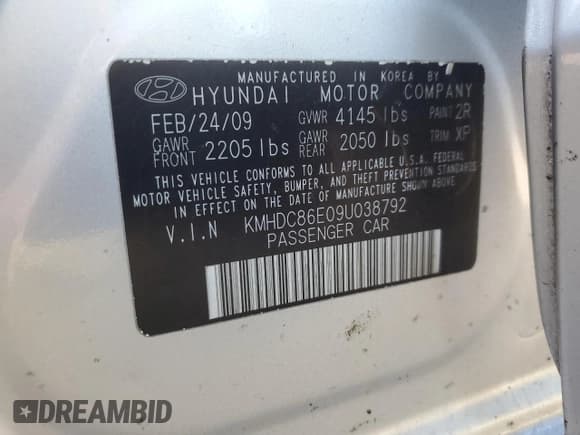 MANUFACTURED IN KOREA BY
HYUNDAI MOTOR COMPANY
FEB/24/09 GVWR 4145 lbs PAINT 2R
GAWR FRONT 2205 lbs GAWR REAR 2050 lbs TRIM XP
THIS VEHICLE CONFORMS TO ALL APPLICABLE U.S.A. FEDERAL
MOTOR VEHICLE SAFETY, BUMPER, AND THEFT PREVENTION STANDARDS
IN EFFECT ON THE DATE OF MANUFACTURE SHOWN ABOVE.
V.I.N KMHDC86E09U038792
PASSENGER CAR
DREAMBID